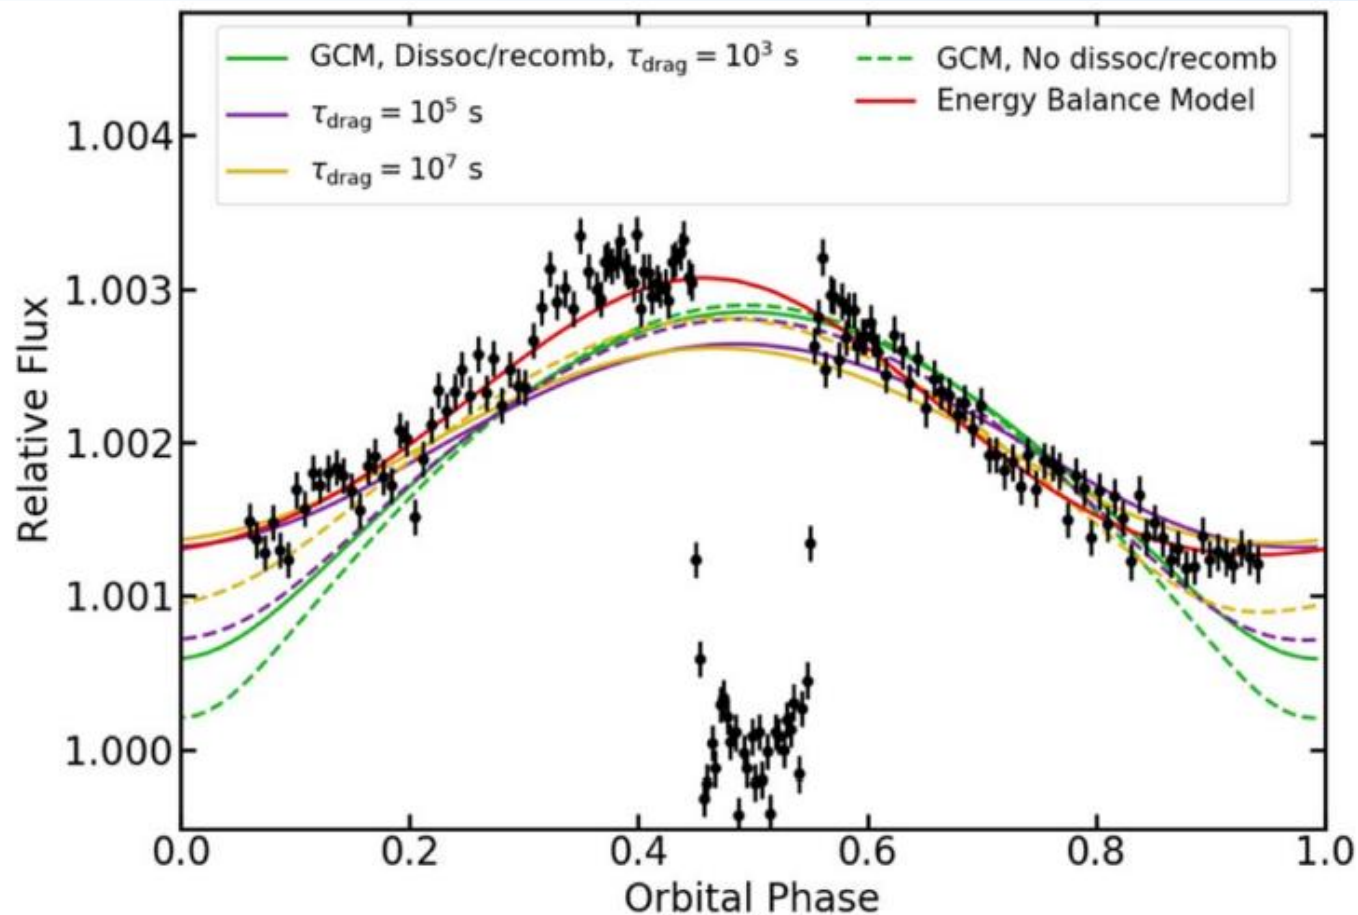 GCM, Dissoc/recomb, τdrag = 10³ s
τdrag = 10⁵ s
τdrag = 10⁷ s
GCM, No dissoc/recomb
Energy Balance Model
Relative Flux
1.004
1.003
1.002
1.001
1.000
0.0 0.2 0.4 0.6 0.8 1.0
Orbital Phase